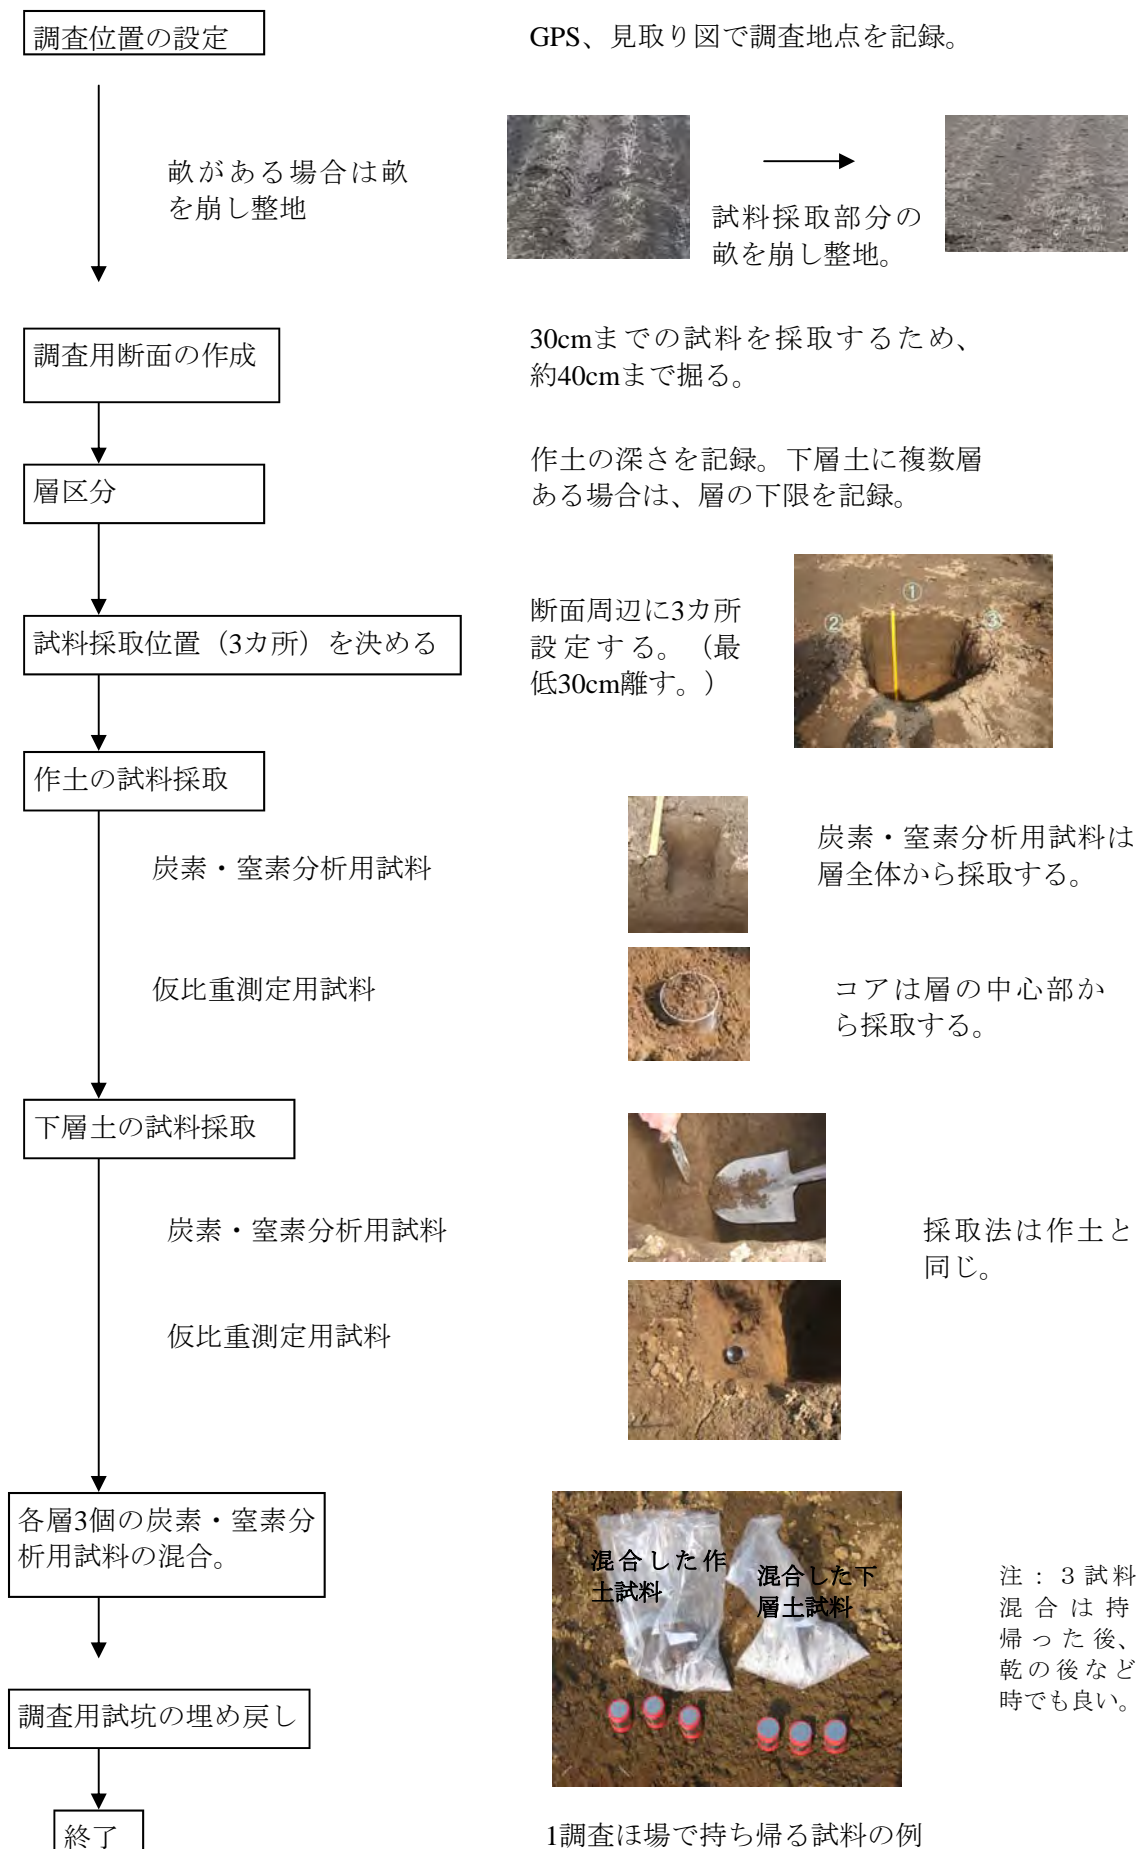 調査位置の設定
GPS、見取り図で調査地点を記録。
畝がある場合は畝
を崩し整地
試料採取部分の
畝を崩し整地。
調査用断面の作成
30cmまでの試料を採取するため、
約40cmまで掘る。
層区分
作土の深さを記録。下層土に複数層
ある場合は、層の下限を記録。
試料採取位置（3カ所）を決める
断面周辺に3カ所
設定する。（最
低30cm離す。）
①
②
③
作土の試料採取
炭素・窒素分析用試料
炭素・窒素分析用試料は
層全体から採取する。
仮比重測定用試料
コアは層の中心部か
ら採取する。
下層土の試料採取
炭素・窒素分析用試料
採取法は作土と
同じ。
仮比重測定用試料
各層3個の炭素・窒素分
析用試料の混合。
混合した作
土試料
混合した下
層土試料
注：３試料
混合は持
帰った後、
乾の後など
時でも良い。
調査用試坑の埋め戻し
終了
1調査ほ場で持ち帰る試料の例